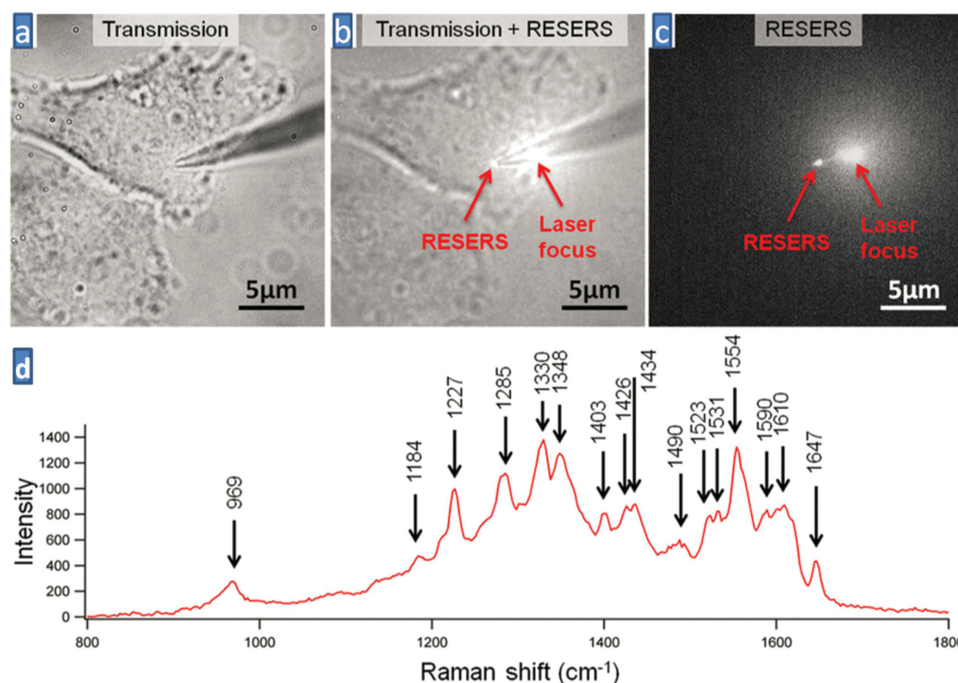 a
Transmission
b
Transmission + RESERS
c
RESERS
RESERS
Laser
focus
5µm
5µm
RESERS
Laser
focus
5µm
d
969
1184
1227
1285
1330
1348
1403
1426
1434
1490
1523
1531
1554
1590
1610
1647
Intensity
1400
1200
1000
800
600
400
200
0
800
1000
1200
1400
1600
1800
Raman shift (cm⁻¹)